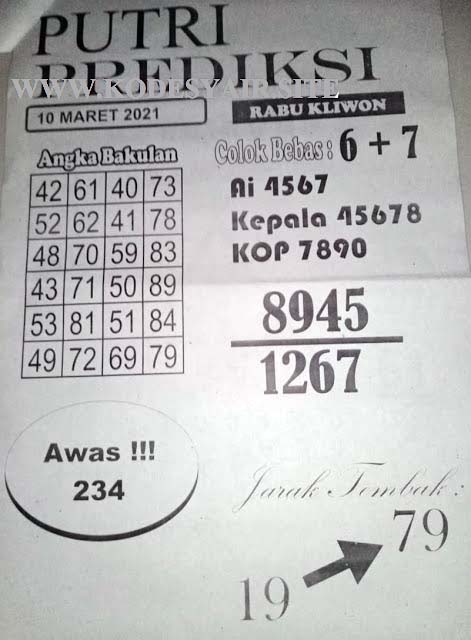 PUTRI
PREDIKSI
WWW.KODESYAIR.SITE
10 MARET 2021
RABU KLIWON
Angka Bakulan
Colok Bebas : 6 + 7
42 61 40 73
52 62 41 78
48 70 59 83
43 71 50 89
53 81 51 84
49 72 69 79
Ai 4567
Kepala 45678
KOP 7890
8945
1267
Awas !!!
234
Jarak Tembak :
79
19